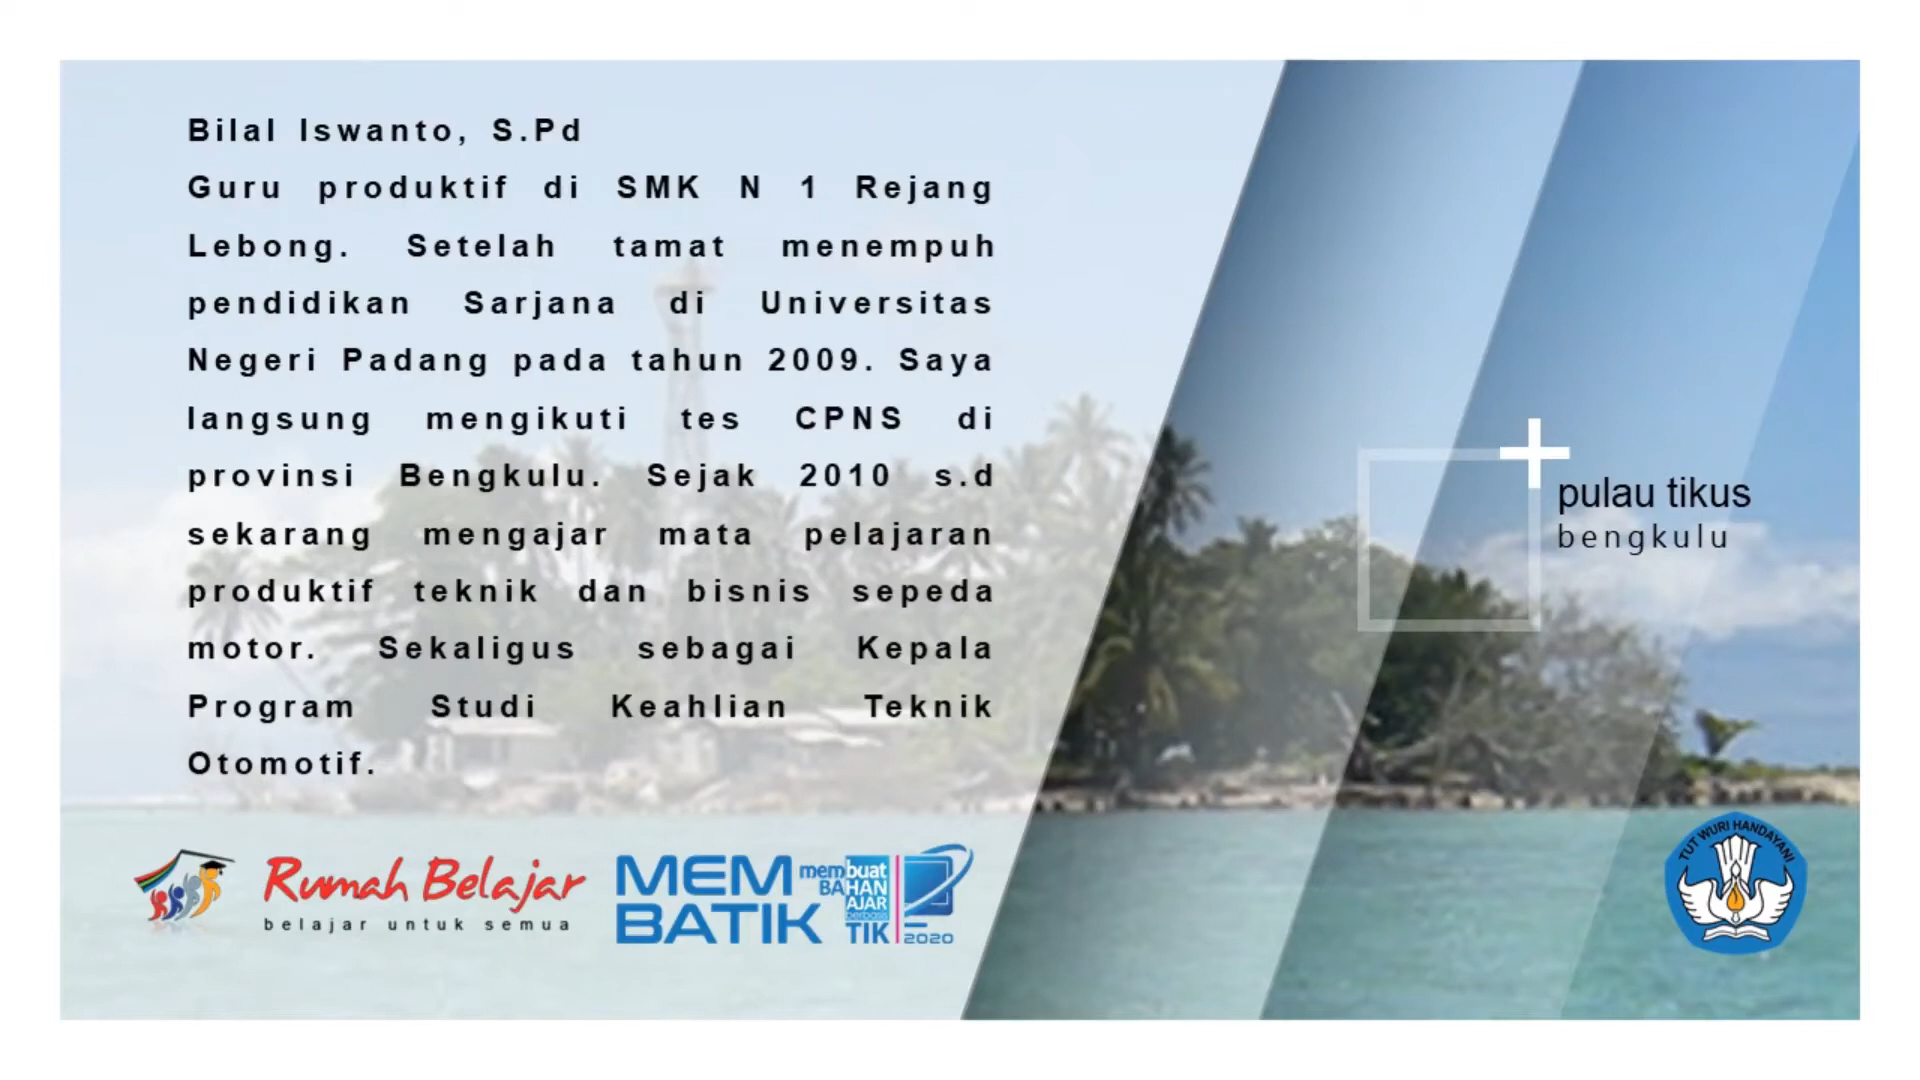 Bilal Iswanto, S.Pd
Guru produktif di SMK N 1 Rejang
Lebong. Setelah tamat menempuh
pendidikan Sarjana di Universitas
Negeri Padang pada tahun 2009. Saya
langsung mengikuti tes CPNS di
provinsi Bengkulu. Sejak 2010 s.d
sekarang mengajar mata pelajaran
produktif teknik dan bisnis sepeda
motor. Sekaligus sebagai Kepala
Program Studi Keahlian Teknik
Otomotif.
pulau tikus
bengkulu
Rumah Belajar
belajar untuk semua
MEM
BATIK
membuat
BAHAN
AJAR
berbasis
TIK
2020
TUT WURI HANDAYANI